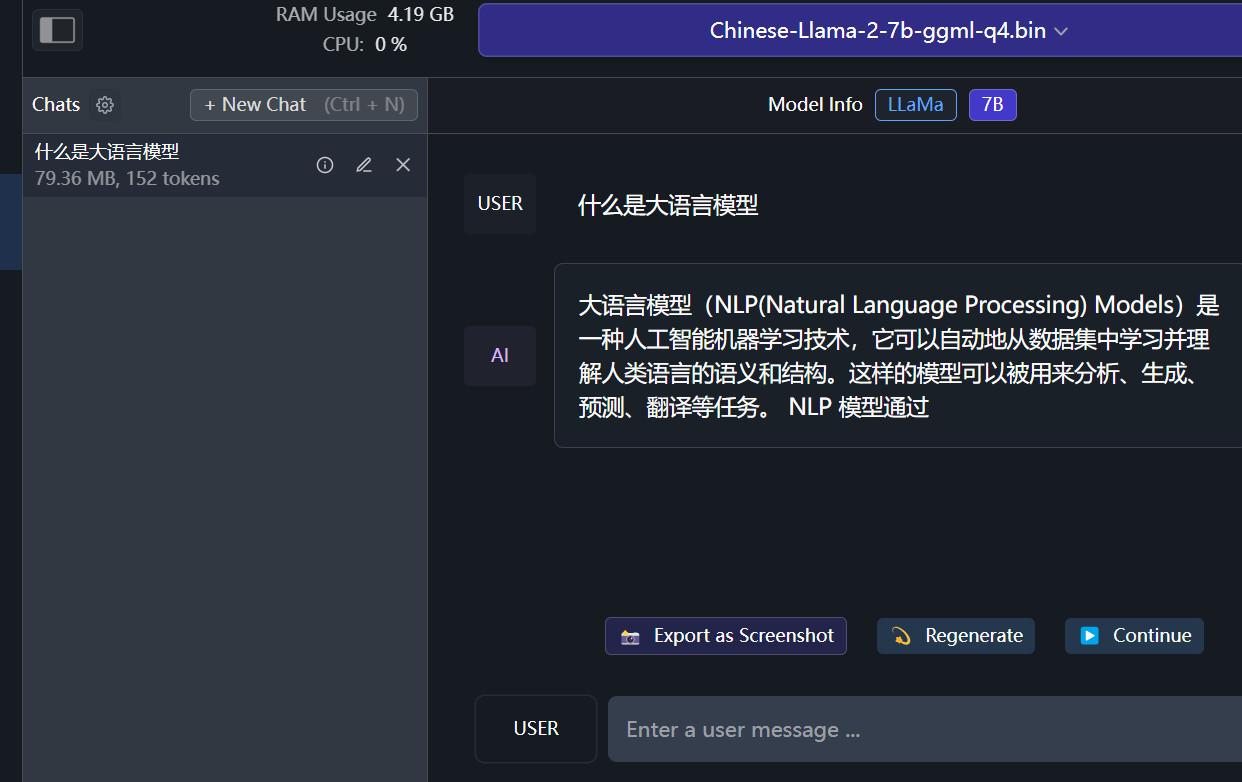 RAM Usage 4.19 GB
CPU: 0 %
Chinese-Llama-2-7b-ggml-q4.bin
Chats
+ New Chat (Ctrl + N)
Model Info LLaMa 7B
什么是大语言模型
79.36 MB, 152 tokens
USER
什么是大语言模型
AI
大语言模型（NLP(Natural Language Processing) Models）是
一种人工智能机器学习技术，它可以自动地从数据集中学习并理
解人类语言的语义和结构。这样的模型可以被用来分析、生成、
预测、翻译等任务。 NLP 模型通过
Export as Screenshot
Regenerate
Continue
USER
Enter a user message ...